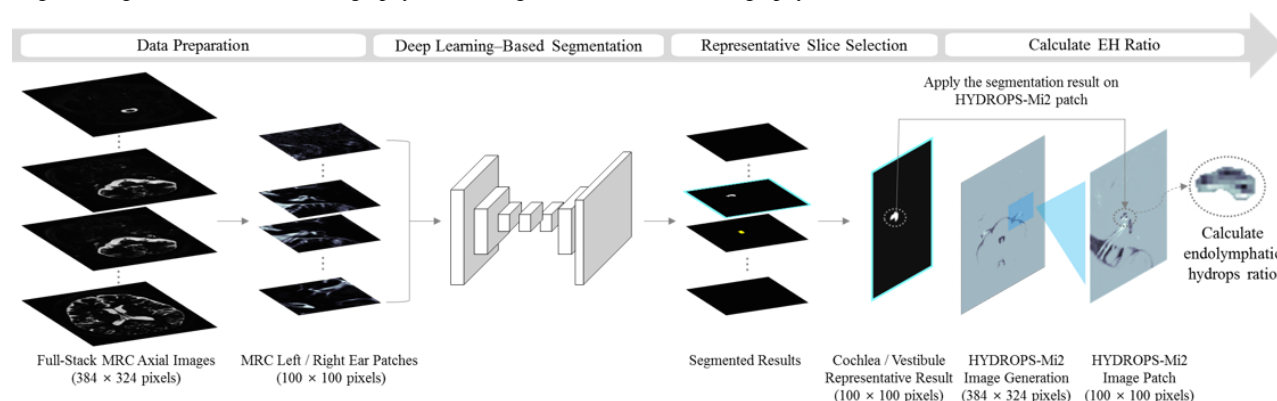 Data Preparation
Deep Learning–Based Segmentation
Representative Slice Selection
Calculate EH Ratio
Apply the segmentation result on
HYDROPS-Mi2 patch
Calculate
endolymphatic
hydrops ratio
Full-Stack MRC Axial Images
(384 × 324 pixels)
MRC Left / Right Ear Patches
(100 × 100 pixels)
Segmented Results
Cochlea / Vestibule
Representative Result
(100 × 100 pixels)
HYDROPS-Mi2
Image Generation
(384 × 324 pixels)
HYDROPS-Mi2
Image Patch
(100 × 100 pixels)